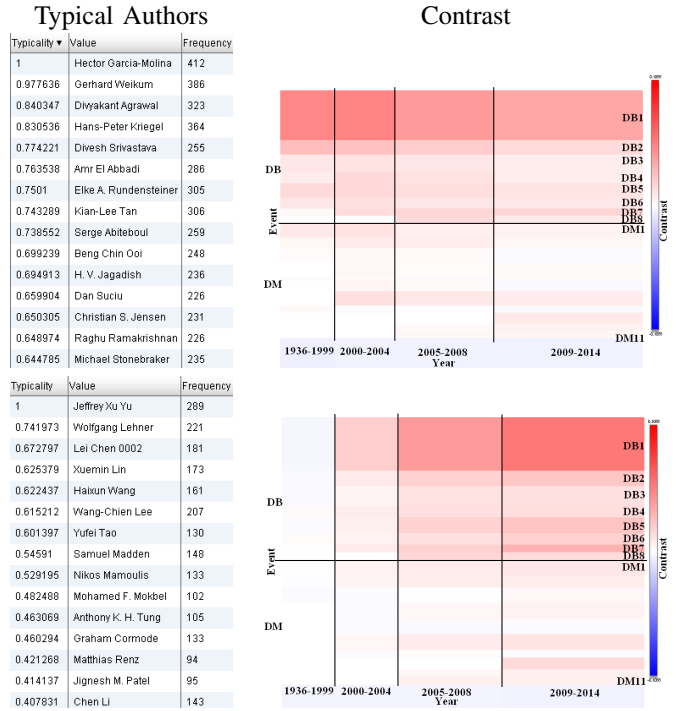 Typical Authors
Contrast
Typicality ▾ Value Frequency
1 Hector Garcia-Molina 412
0.977636 Gerhard Weikum 386
0.840347 Divyakant Agrawal 323
0.830536 Hans-Peter Kriegel 364
0.774221 Divesh Srivastava 255
0.763538 Amr El Abbadi 286
0.7501 Elke A. Rundensteiner 305
0.743289 Kian-Lee Tan 306
0.738552 Serge Abiteboul 259
0.699239 Beng Chin Ooi 248
0.694913 H. V. Jagadish 236
0.659904 Dan Suciu 226
0.650305 Christian S. Jensen 231
0.648974 Raghu Ramakrishnan 226
0.644785 Michael Stonebraker 235
DB
DM
Event
DB1
DB2
DB3
DB4
DB5
DB6
DB7
DB8
DM1
DM11
1936-1999 2000-2004 2005-2008 2009-2014
Year
Contrast
Typicality Value Frequency
1 Jeffrey Xu Yu 289
0.741973 Wolfgang Lehner 221
0.672797 Lei Chen 0002 181
0.625379 Xuemin Lin 173
0.622437 Haixun Wang 161
0.615212 Wang-Chien Lee 207
0.601397 Yufei Tao 130
0.54591 Samuel Madden 148
0.529195 Nikos Mamoulis 133
0.482488 Mohamed F. Mokbel 102
0.463069 Anthony K. H. Tung 105
0.460294 Graham Cormode 133
0.421268 Matthias Renz 94
0.414137 Jignesh M. Patel 95
0.407831 Chen Li 143
DB
DM
Event
DB1
DB2
DB3
DB4
DB5
DB6
DB7
DB8
DM1
DM11
1936-1999 2000-2004 2005-2008 2009-2014
Year
Contrast